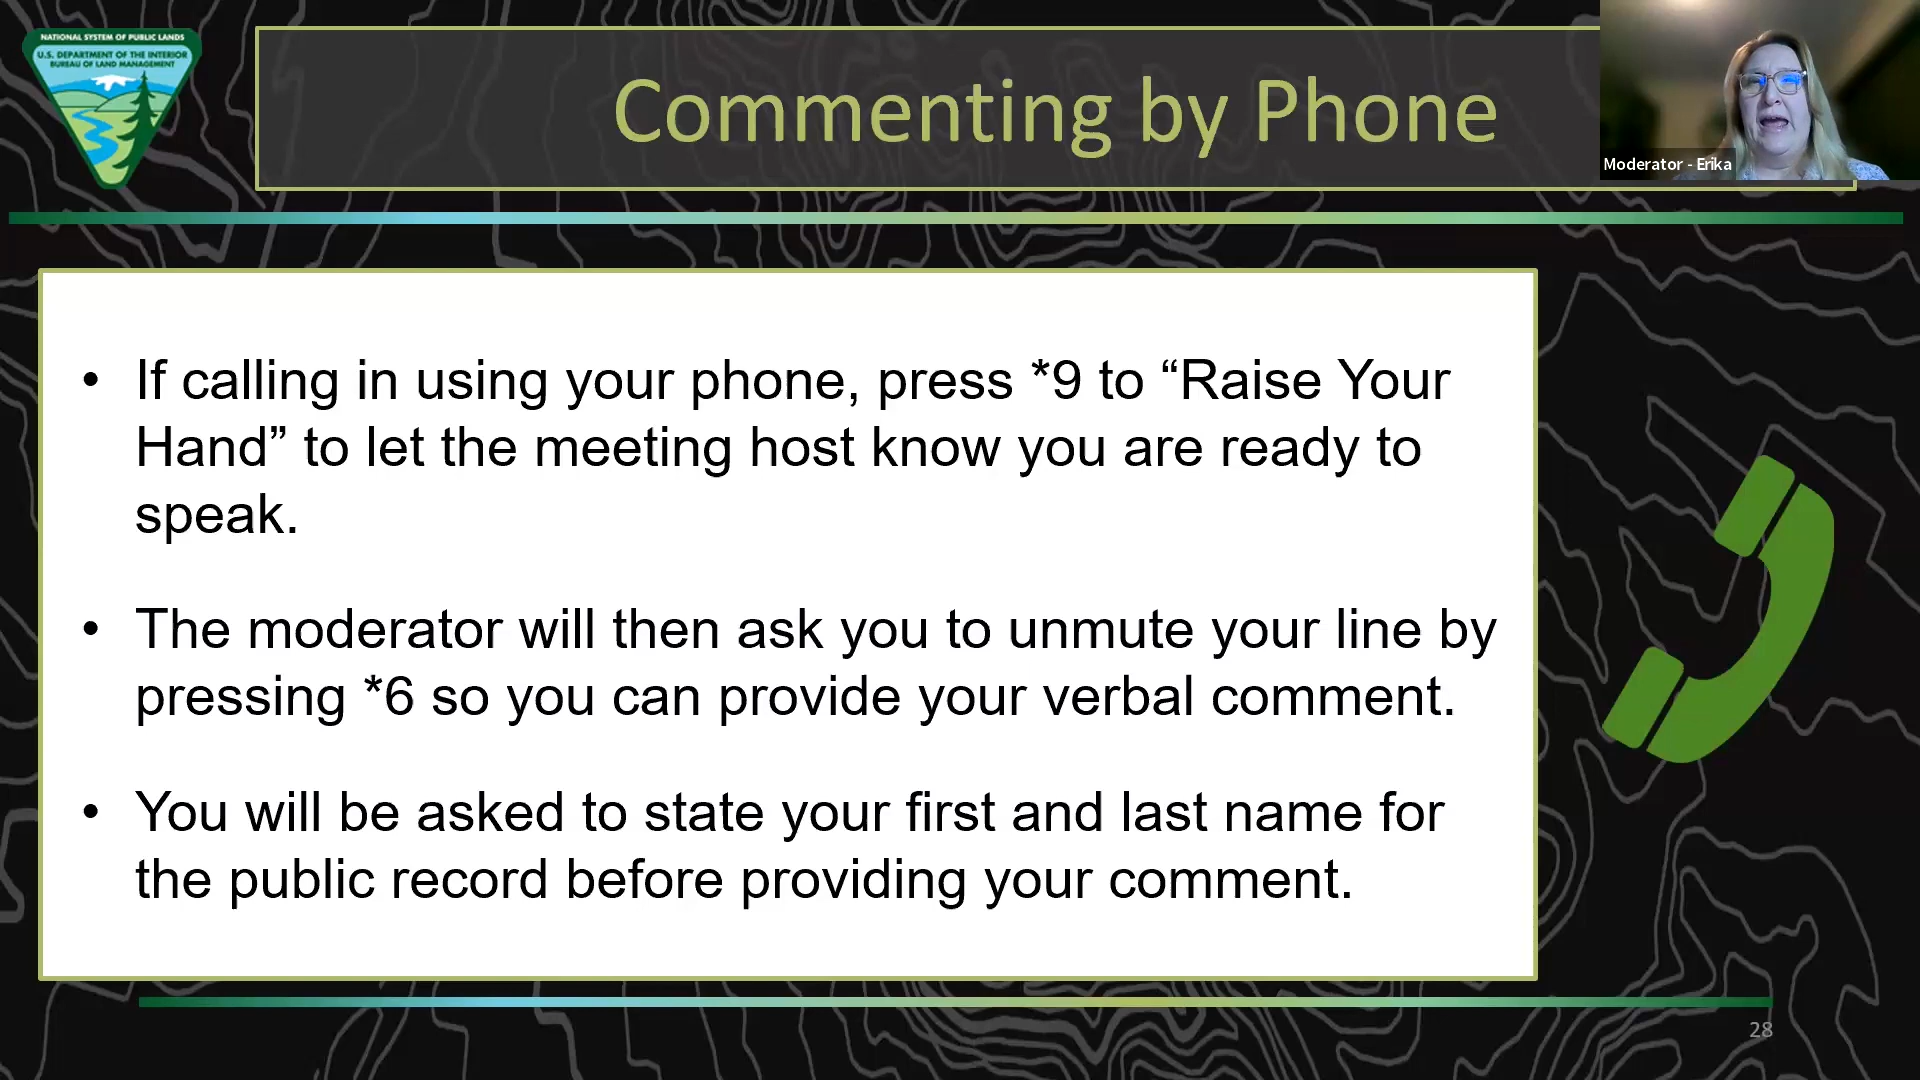 NATIONAL SYSTEM OF PUBLIC LANDS
U.S. DEPARTMENT OF THE INTERIOR
BUREAU OF LAND MANAGEMENT
Commenting by Phone
Moderator - Erika
• If calling in using your phone, press *9 to “Raise Your
Hand” to let the meeting host know you are ready to
speak.
• The moderator will then ask you to unmute your line by
pressing *6 so you can provide your verbal comment.
• You will be asked to state your first and last name for
the public record before providing your comment.
28